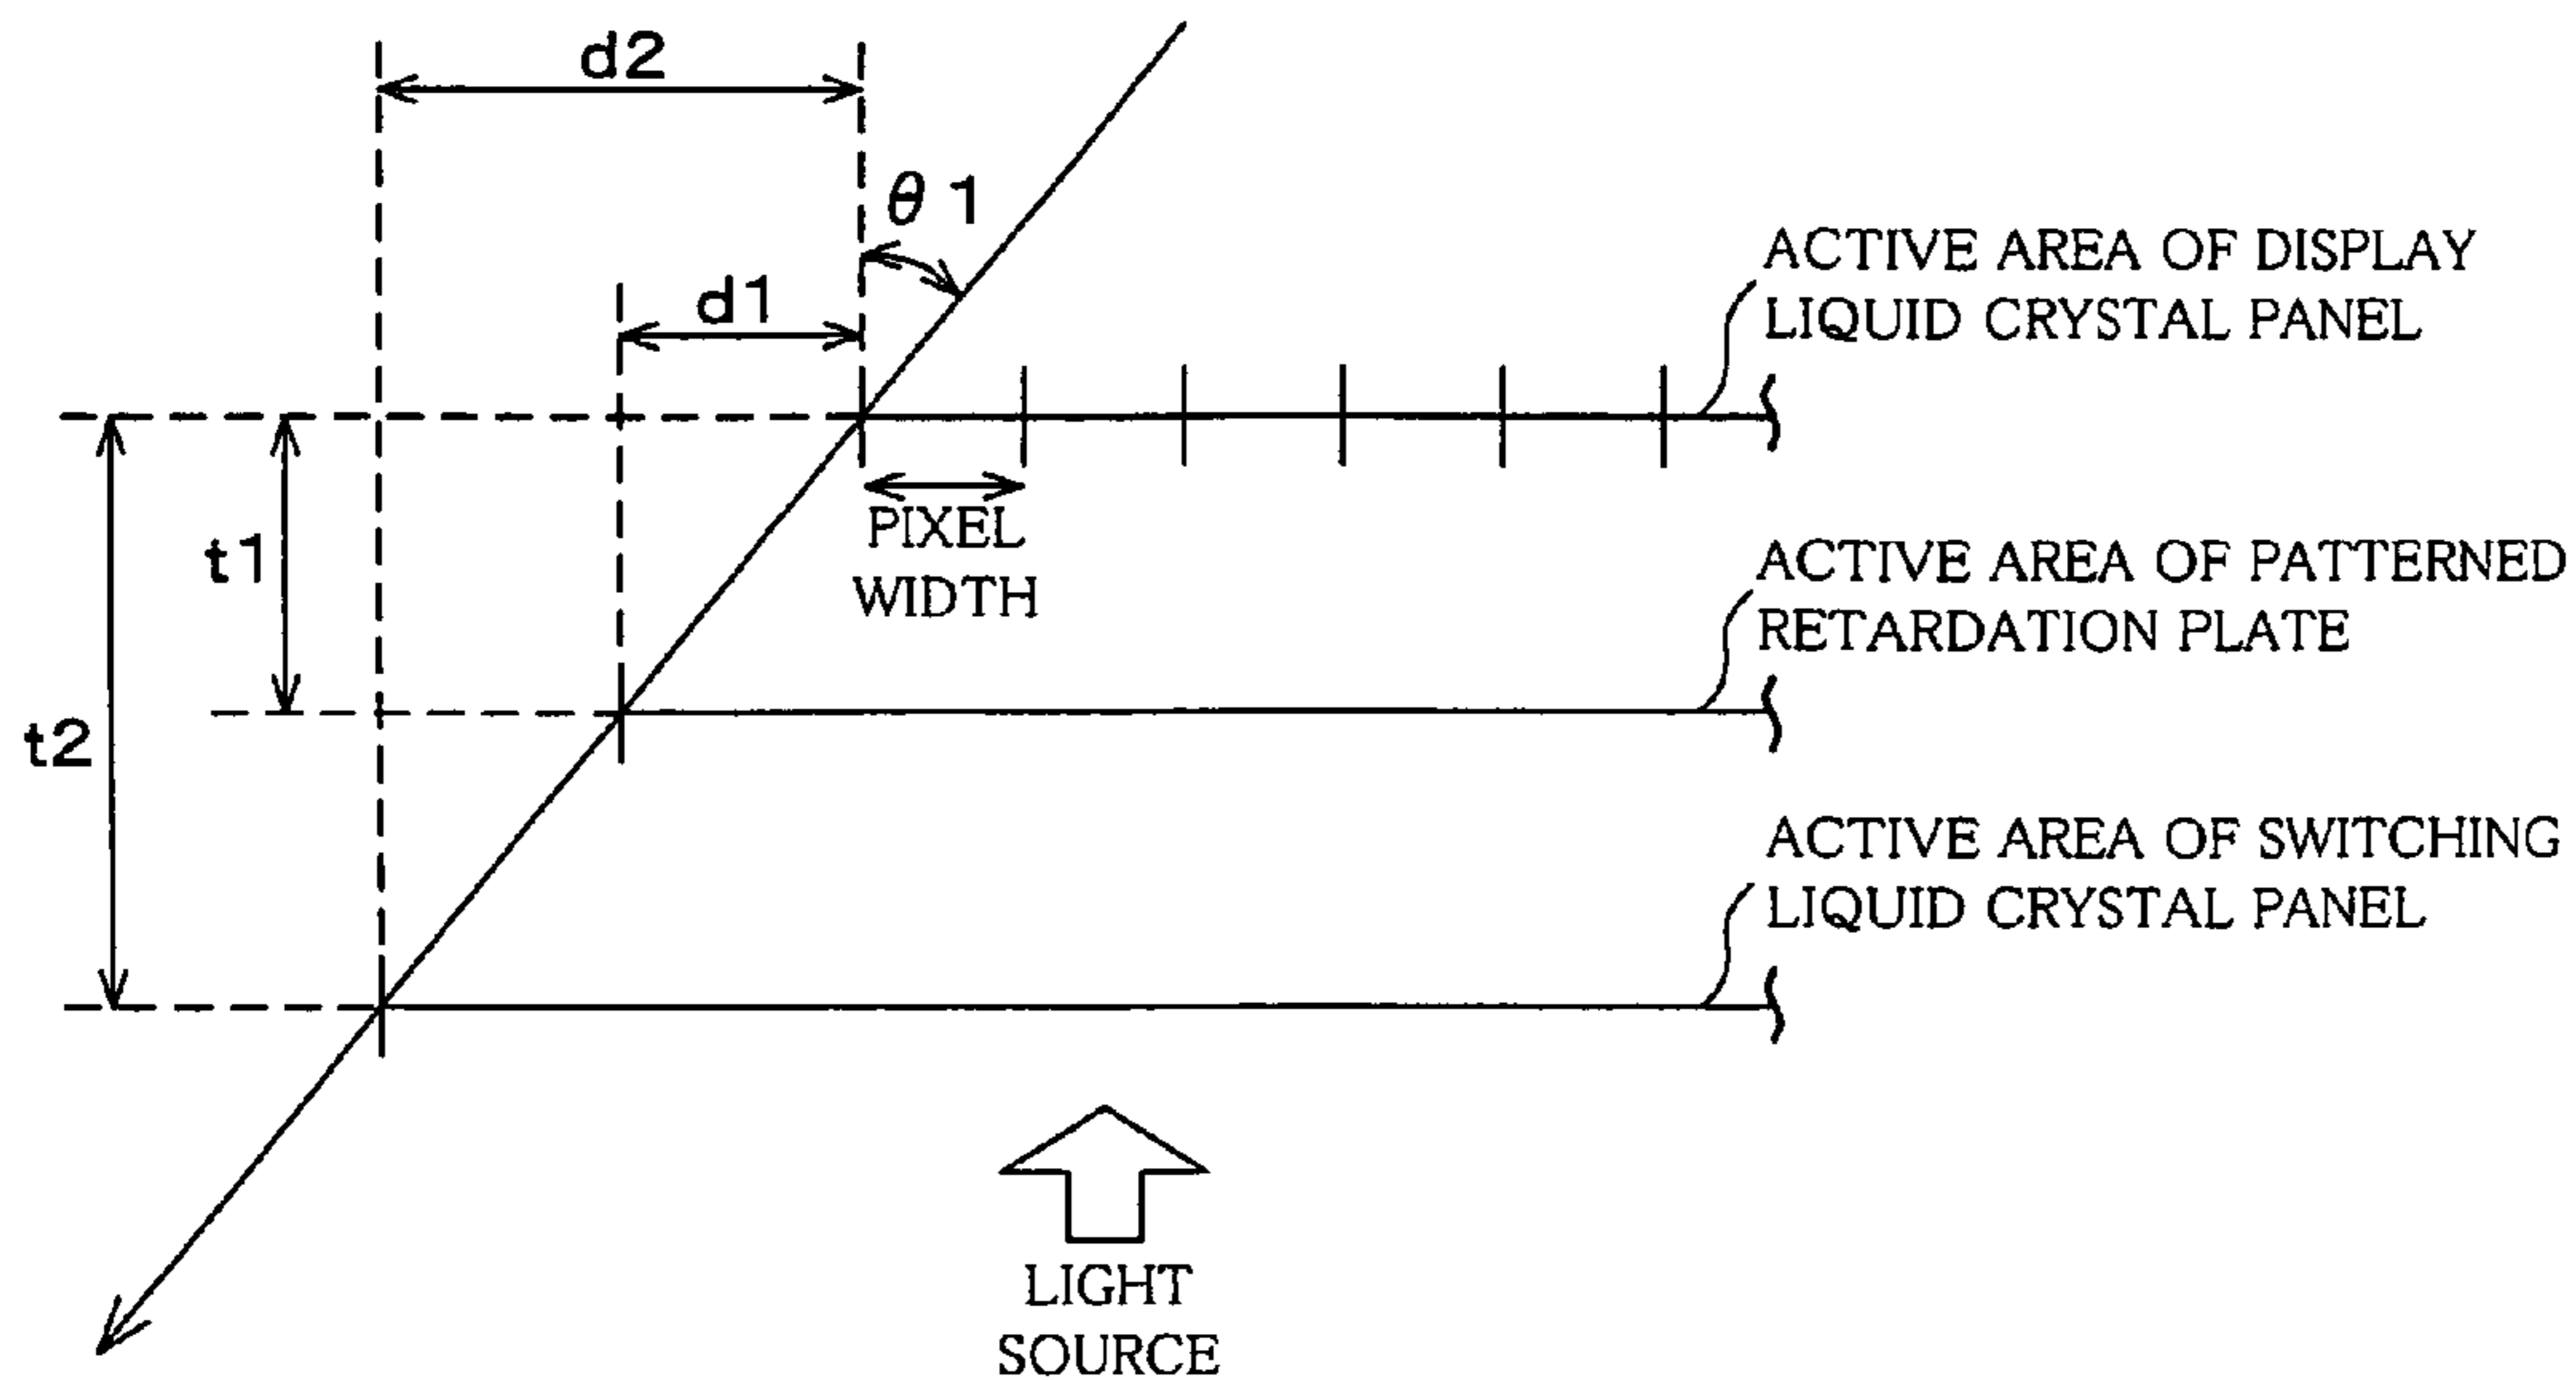 d2
θ1
d1
ACTIVE AREA OF DISPLAY
LIQUID CRYSTAL PANEL
t1
PIXEL
WIDTH
ACTIVE AREA OF PATTERNED
RETARDATION PLATE
t2
ACTIVE AREA OF SWITCHING
LIQUID CRYSTAL PANEL
LIGHT
SOURCE